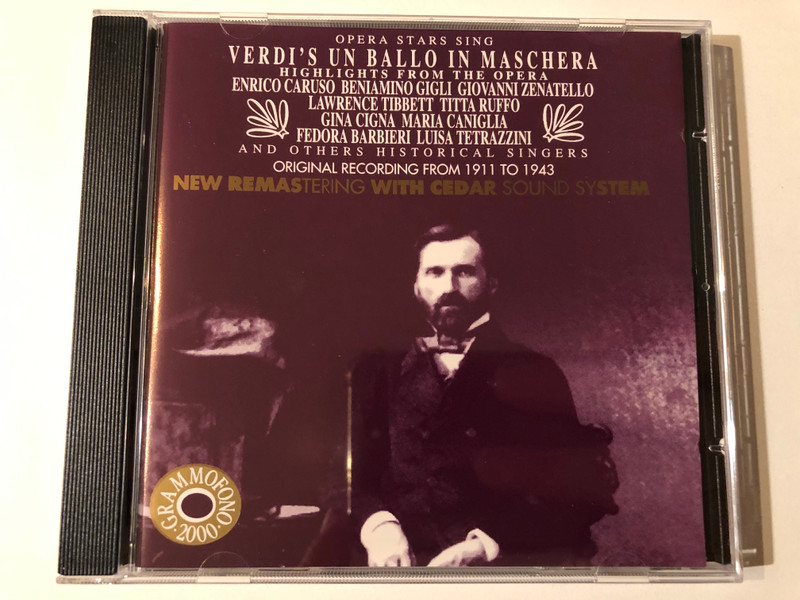 OPERA STARS SING
VERDI'S UN BALLO IN MASCHERA
HIGHLIGHTS FROM THE OPERA
ENRICO CARUSO BENIAMINO GIGLI GIOVANNI ZENATELLO
LAWRENCE TIBBETT TITTA RUFFO
GINA CIGNA MARIA CANIGLIA
FEDORA BARBIERI LUISA TETRAZZINI
AND OTHERS HISTORICAL SINGERS
ORIGINAL RECORDING FROM 1911 TO 1943
NEW REMASTERING WITH CEDAR SOUND SYSTEM
·GRAMMOFONO·
2000